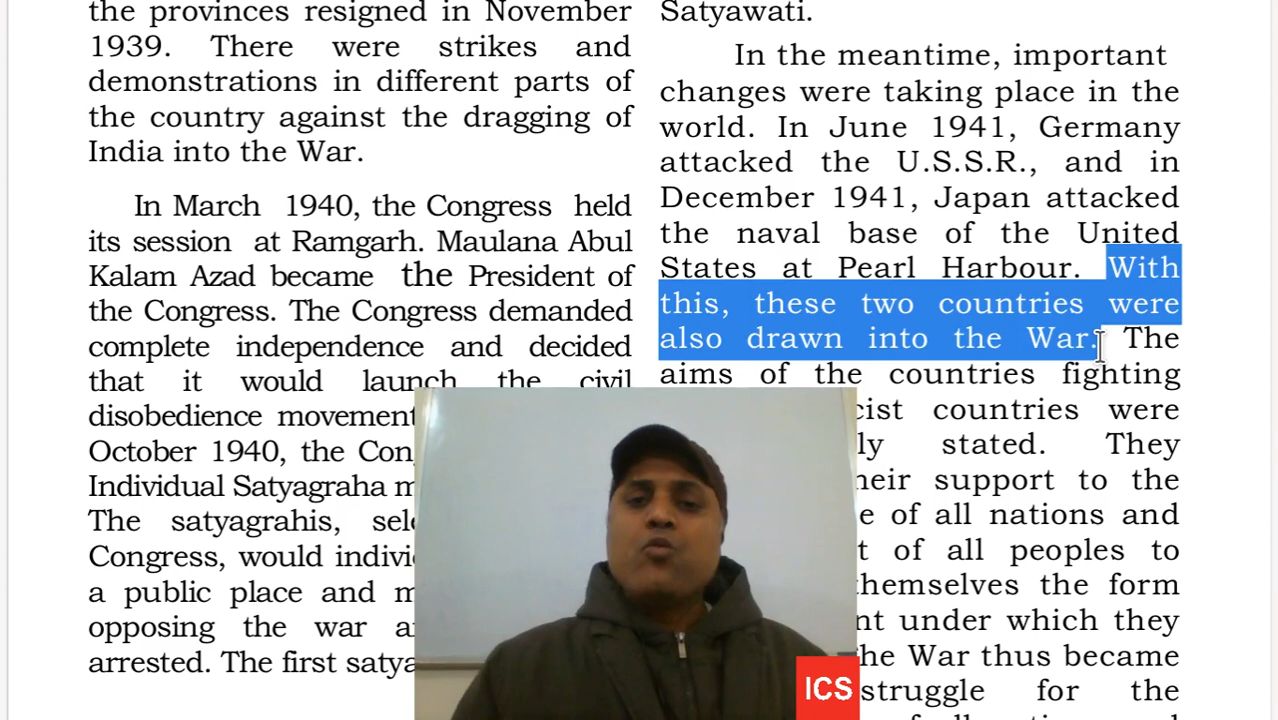 the provinces resigned in November
1939. There were strikes and
demonstrations in different parts of
the country against the dragging of
India into the War.
In March 1940, the Congress held
its session at Ramgarh. Maulana Abul
Kalam Azad became the President of
the Congress. The Congress demanded
complete independence and decided
that it would launch the civil
disobedience movement
October 1940, the Con
Individual Satyagraha m
The satyagrahis, sel
Congress, would indivi
a public place and m
opposing the war a
arrested. The first satya
Satyawati.
In the meantime, important
changes were taking place in the
world. In June 1941, Germany
attacked the U.S.S.R., and in
December 1941, Japan attacked
the naval base of the United
States at Pearl Harbour. With
this, these two countries were
also drawn into the War. The
aims of the countries fighting
cist countries were
ly stated. They
heir support to the
e of all nations and
t of all peoples to
themselves the form
nt under which they
he War thus became
struggle for the
ICS